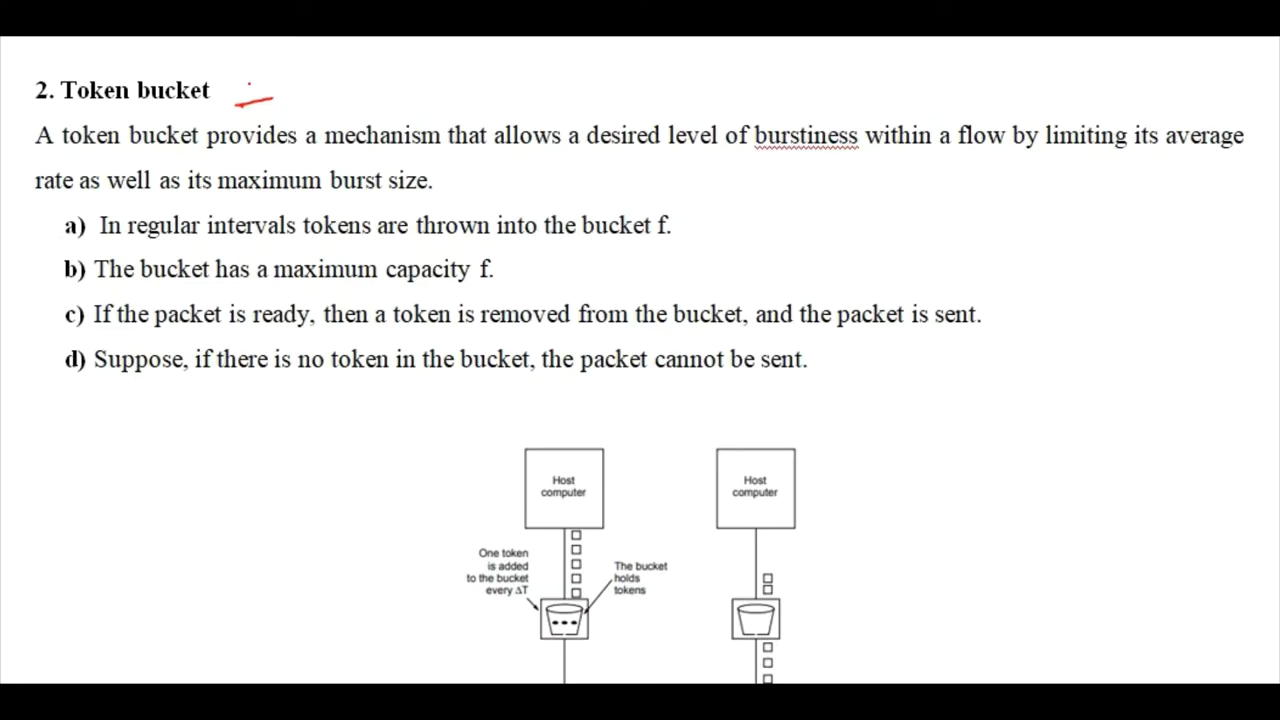 2. Token bucket
A token bucket provides a mechanism that allows a desired level of burstiness within a flow by limiting its average
rate as well as its maximum burst size.
a) In regular intervals tokens are thrown into the bucket f.
b) The bucket has a maximum capacity f.
c) If the packet is ready, then a token is removed from the bucket, and the packet is sent.
d) Suppose, if there is no token in the bucket, the packet cannot be sent.
Host
computer
Host
computer
One token
is added
to the bucket
every ΔT
The bucket
holds
tokens